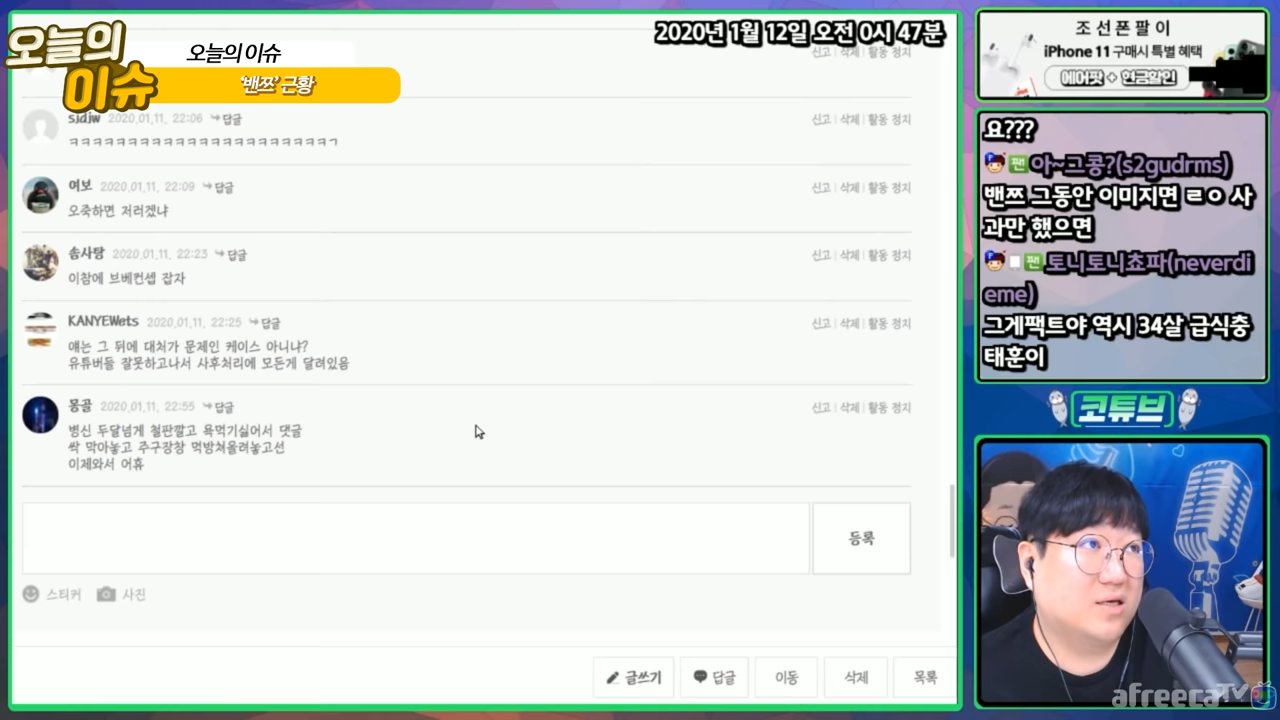 오늘의
이슈
오늘의 이슈
'밴쯔' 근황
2020년 1월 12일 오전 0시 47분
신고 | 삭제 | 활동 정지
sjdjw 2020.01.11. 22:06 답글
신고 | 삭제 | 활동 정지
ㅋㅋㅋㅋㅋㅋㅋㅋㅋㅋㅋㅋㅋㅋㅋㅋㅋㅋㅋㅋㅋㅋㄱ
여보 2020.01.11. 22:09 답글
신고 | 삭제 | 활동 정지
오죽하면 저러겠냐
솜사탕 2020.01.11. 22:23 답글
신고 | 삭제 | 활동 정지
이참에 브베컨셉 잡자
KANYEWets 2020.01.11. 22:25 답글
신고 | 삭제 | 활동 정지
얘는 그 뒤에 대처가 문제인 케이스 아니냐?
유튜버들 잘못하고나서 사후처리에 모든게 달려있음
몽골 2020.01.11. 22:55 답글
신고 | 삭제 | 활동 정지
병신 두달넘게 철판깔고 욕먹기싫어서 댓글
싹 막아놓고 주구장창 먹방쳐올려놓고선
이제와서 어휴
등록
스티커 사진
글쓰기 답글 이동 삭제 목록
조선폰팔이
iPhone 11 구매시 특별 혜택
에어팟 + 현금할인
요???
팬 아~그콩?(s2gudrms)
밴쯔 그동안 이미지면 ㄹㅇ 사
과만 했으면
팬 토니토니쵸파(neverdi
eme)
그게팩트야 역시 34살 급식충
태훈이
코튜브
afreecaTV